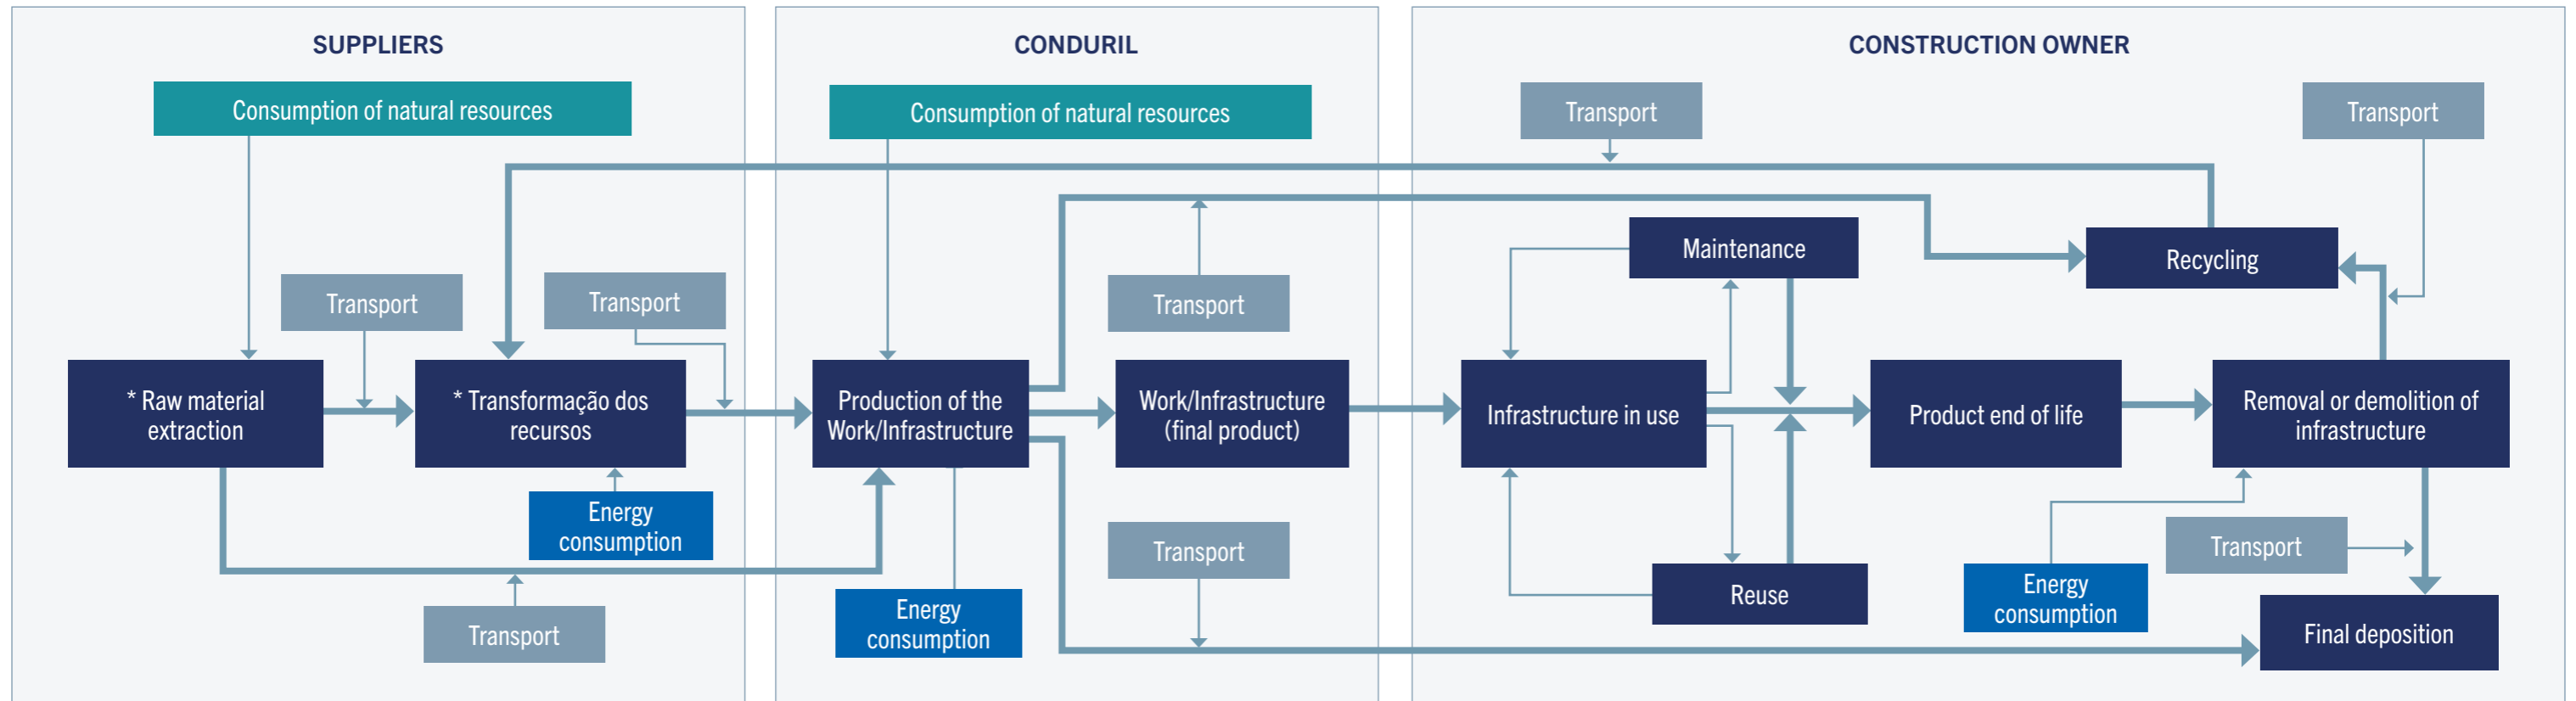 SUPPLIERS
Consumption of natural resources
Transport
Transport
* Raw material
extraction
* Transformação dos
recursos
Energy
consumption
Transport
CONDURIL
Consumption of natural resources
Transport
Production of the
Work/Infrastructure
Work/Infrastructure
(final product)
Transport
Energy
consumption
CONSTRUCTION OWNER
Transport
Transport
Maintenance
Recycling
Infrastructure in use
Product end of life
Removal or demolition of
infrastructure
Transport
Reuse
Energy
consumption
Final deposition